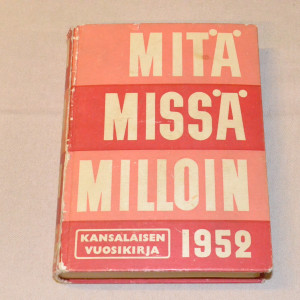 MITÄ
MISSÄ
MILLOIN
KANSALAISEN
VUOSIKIRJA
1952